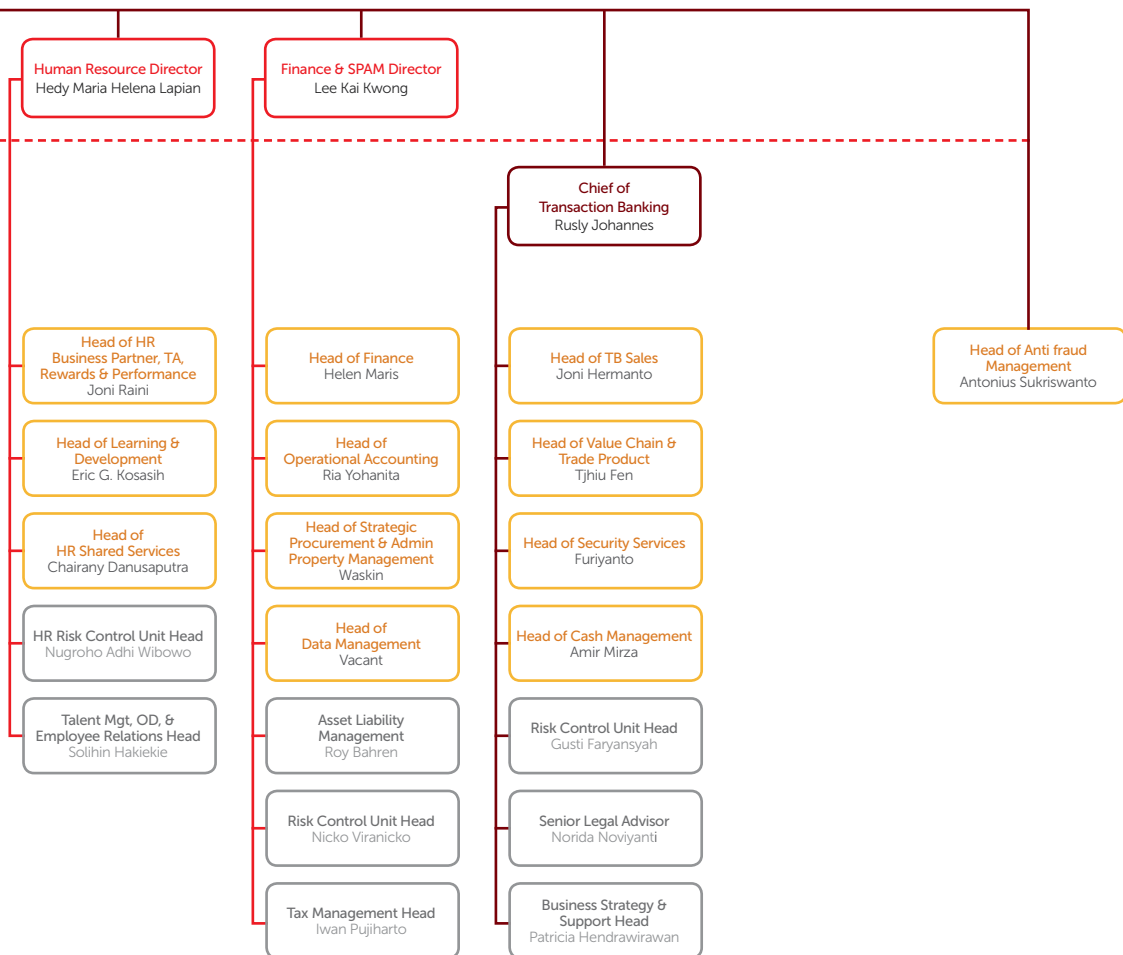 Human Resource Director
Hedy Maria Helena Lapian
Finance & SPAM Director
Lee Kai Kwong
Chief of
Transaction Banking
Rusly Johannes
Head of HR
Business Partner, TA,
Rewards & Performance
Joni Raini
Head of Learning &
Development
Eric G. Kosasih
Head of
HR Shared Services
Chairany Danusaputra
HR Risk Control Unit Head
Nugroho Adhi Wibowo
Talent Mgt, OD, &
Employee Relations Head
Solihin Hakiekie
Head of Finance
Helen Maris
Head of
Operational Accounting
Ria Yohanita
Head of Strategic
Procurement & Admin
Property Management
Waskin
Head of
Data Management
Vacant
Asset Liability
Management
Roy Bahren
Risk Control Unit Head
Nicko Viranicko
Tax Management Head
Iwan Pujiharto
Head of TB Sales
Joni Hermanto
Head of Value Chain &
Trade Product
Tjhiu Fen
Head of Security Services
Furiyanto
Head of Cash Management
Amir Mirza
Risk Control Unit Head
Gusti Faryansyah
Senior Legal Advisor
Norida Noviyanti
Business Strategy &
Support Head
Patricia Hendrawirawan
Head of Anti fraud
Management
Antonius Sukriswanto